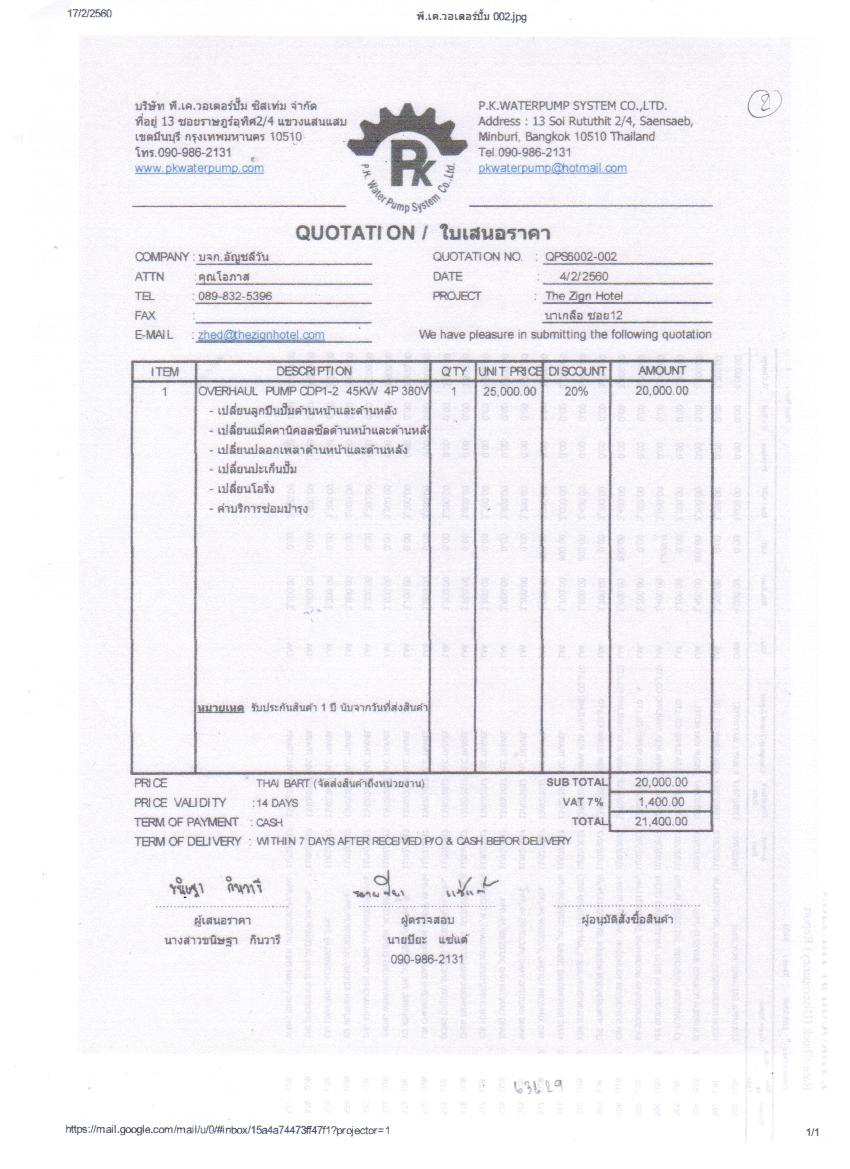 17/2/2560 พี.เค.วอเตอร์ปั้ม 002.jpg
2
บริษัท พี.เค.วอเตอร์ปั๊ม ซิสเท่ม จำกัด
ที่อยู่ 13 ซอยราษฎร์อุทิศ2/4 แขวงแสนแสบ
เขตมีนบุรี กรุงเทพมหานคร 10510
โทร.090-986-2131
www.pkwaterpump.com
PK
P.K. Water Pump System Co.,Ltd.
P.K.WATERPUMP SYSTEM CO.,LTD.
Address : 13 Soi Rututhit 2/4, Saensaeb,
Minburi, Bangkok 10510 Thailand
Tel.090-986-2131
pkwaterpump@hotmail.com
QUOTATION / ใบเสนอราคา
COMPANY : บจก.อัญชลีวัน QUOTATION NO. : QPS6002-002
ATTN : คุณโอภาส DATE : 4/2/2560
TEL : 089-832-5396 PROJECT : The Zign Hotel
FAX : นาเกลือ ซอย12
E-MAIL : zhed@thezignhotel.com We have pleasure in submitting the following quotation
ITEM DESCRIPTION Q'TY UNIT PRICE DISCOUNT AMOUNT
1 OVERHAUL PUMP CDP1-2 45KW 4P 380V 1 25,000.00 20% 20,000.00
- เปลี่ยนลูกปืนปั๊มด้านหน้าและด้านหลัง
- เปลี่ยนแม็คคานิคอลซีลด้านหน้าและด้านหลัง
- เปลี่ยนปลอกเพลาด้านหน้าและด้านหลัง
- เปลี่ยนปะเก็นปั๊ม
- เปลี่ยนโอริ่ง
- ค่าบริการซ่อมบำรุง
หมายเหตุ รับประกันสินค้า 1 ปี นับจากวันที่ส่งสินค้า
PRICE THAI BART (จัดส่งสินค้าถึงหน่วยงาน) SUB TOTAL 20,000.00
PRICE VALIDITY : 14 DAYS VAT 7% 1,400.00
TERM OF PAYMENT : CASH TOTAL 21,400.00
TERM OF DELIVERY : WITHIN 7 DAYS AFTER RECEIVED P/O & CASH BEFOR DELIVERY
ขนิษฐา กินวารี
ผู้เสนอราคา ผู้ตรวจสอบ ผู้อนุมัติสั่งซื้อสินค้า
นางสาวขนิษฐา กินวารี นายปิยะ แซ่แต้
090-986-2131
63629
https://mail.google.com/mail/u/0/#inbox/15a4a74473ff47f1?projector=1 1/1